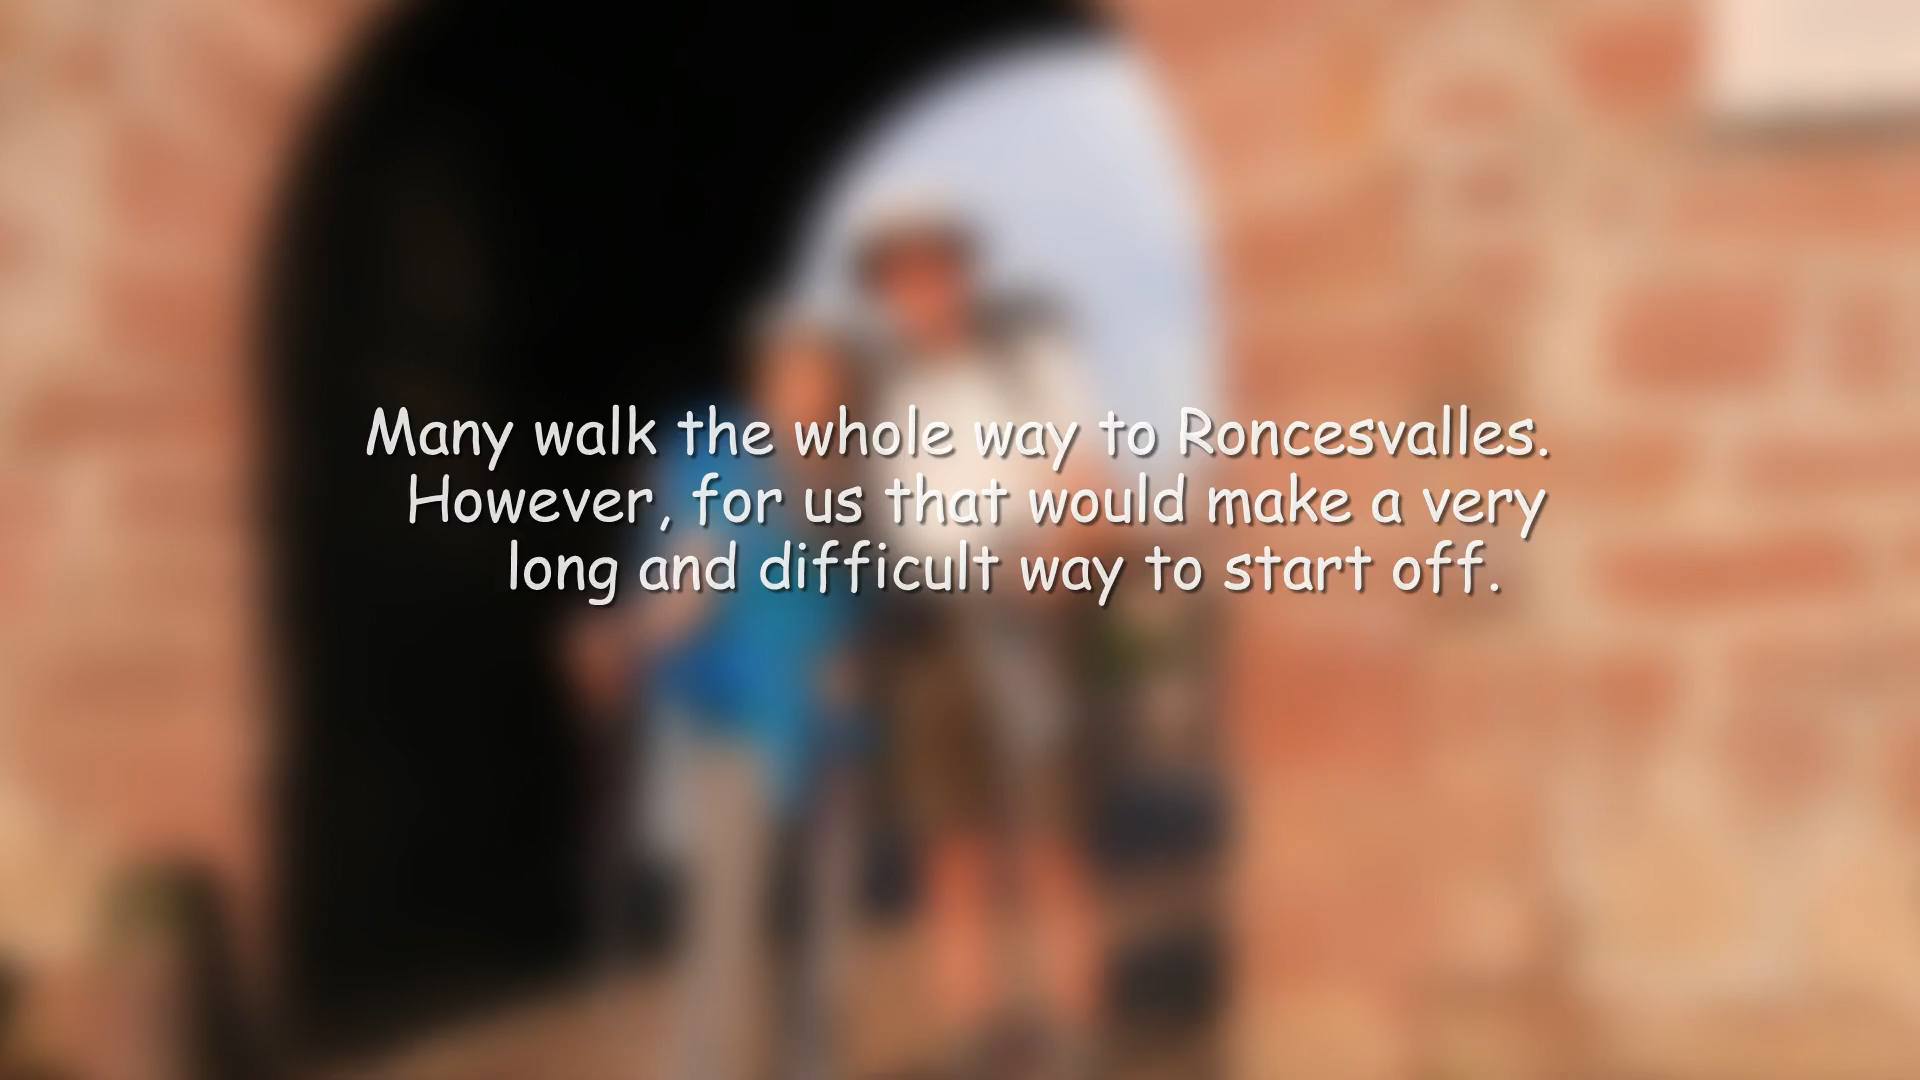 Many walk the whole way to Roncesvalles.
However, for us that would make a very
long and difficult way to start off.